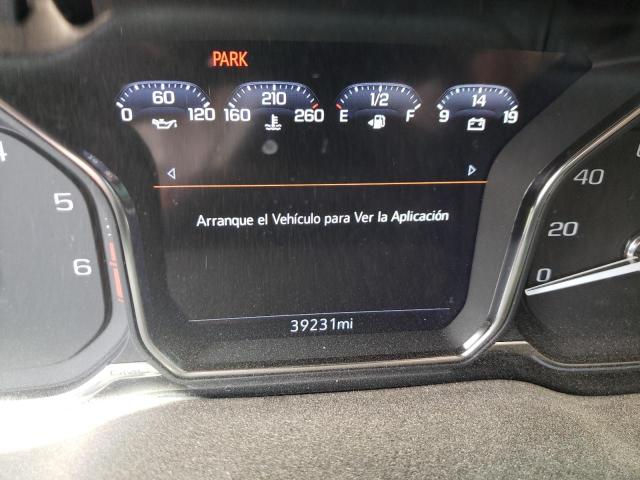 PARK
60 210 1/2 14
0 120 160 260 E F 9 19
Arranque el Vehículo para Ver la Aplicación
39231mi
5
6
40
20
0